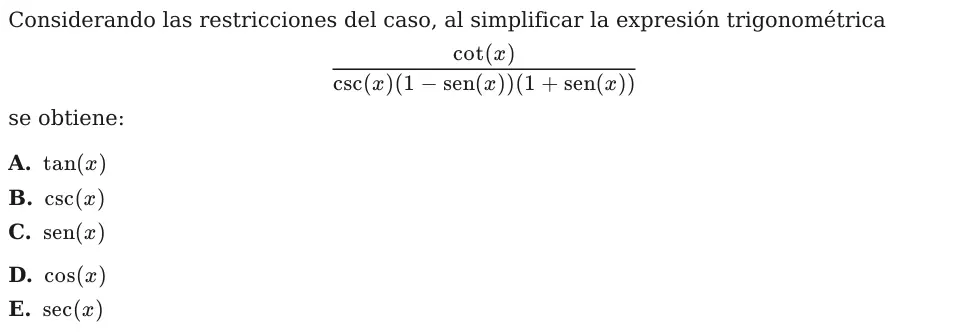 Considerando las restricciones del caso, al simplificar la expresión trigonométrica
cot(x)
csc(x)(1 − sen(x))(1 + sen(x))
se obtiene:
A. tan(x)
B. csc(x)
C. sen(x)
D. cos(x)
E. sec(x)